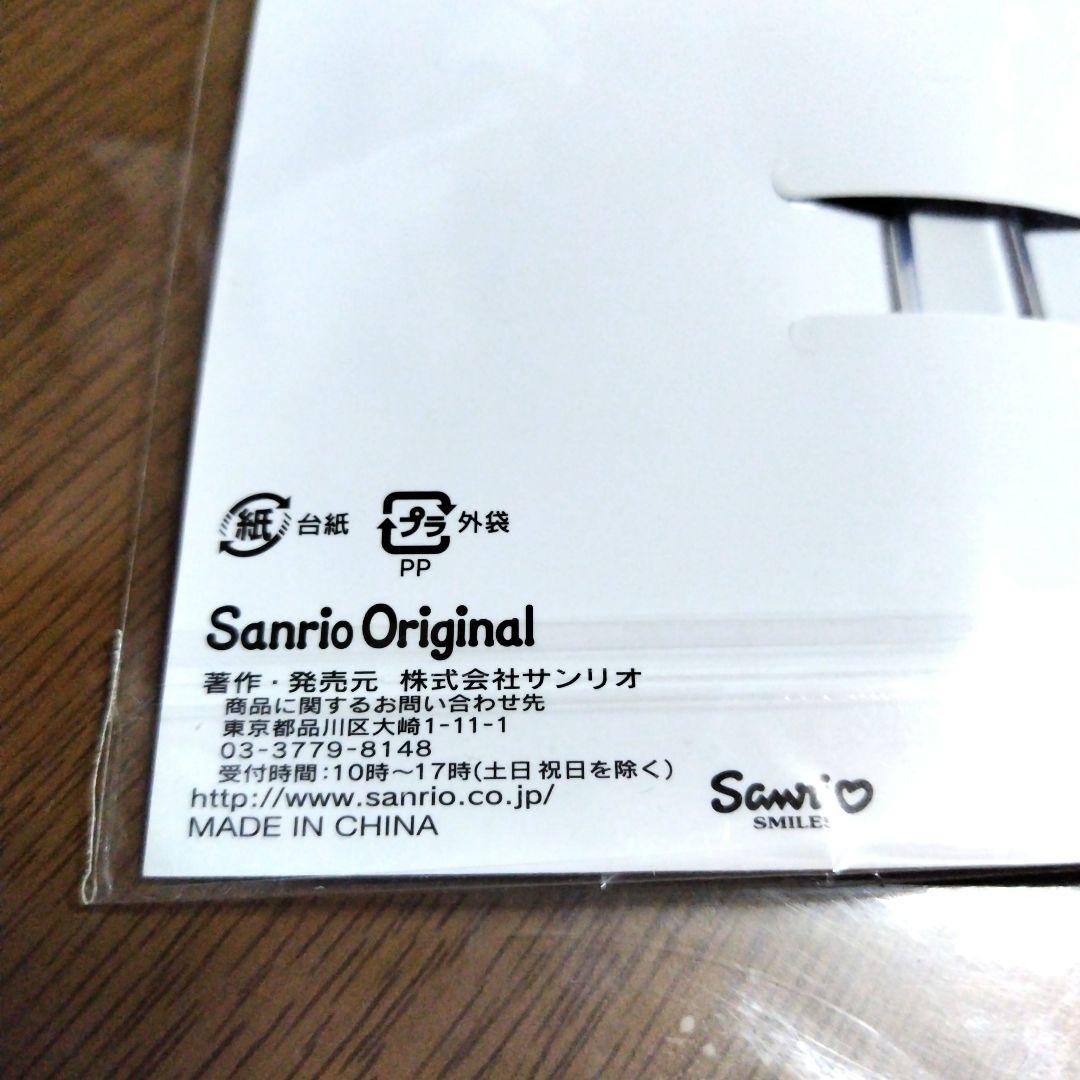 紙 台紙 プラ 外袋
PP
Sanrio Original
著作・発売元 株式会社サンリオ
商品に関するお問い合わせ先
東京都品川区大崎1-11-1
03-3779-8148
受付時間:10時〜17時(土日祝日を除く)
http://www.sanrio.co.jp/
MADE IN CHINA
Sanrio
SMILES